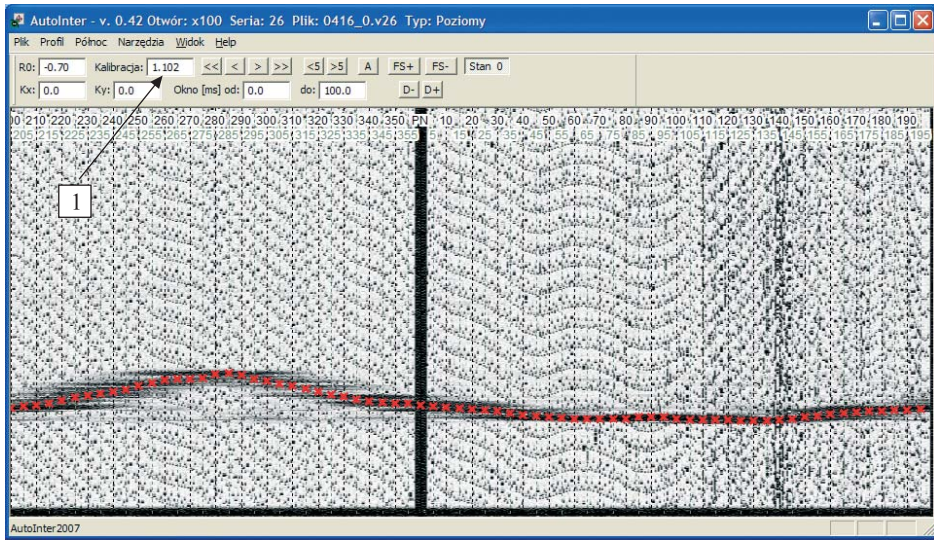 AutoInter - v. 0.42 Otwór: x100 Seria: 26 Plik: 0416_0.v26 Typ: Poziomy
Plik Profil Północ Narzędzia Widok Help
R0: -0.70 Kalibracja: 1.102 << < > >> <5 >5 A FS+ FS- Stan 0
Kx: 0.0 Ky: 0.0 Okno [ms] od: 0.0 do: 100.0 D- D+
00 210 220 230 240 250 260 270 280 290 300 310 320 330 340 350 PN 10 20 30 40 50 60 70 80 90 100 110 120 130 140 150 160 170 180 190
205 215 225 235 245 255 265 275 285 295 305 315 325 335 345 355 5 15 25 35 45 55 65 75 85 95 105 115 125 135 145 155 165 175 185 195
1
AutoInter2007